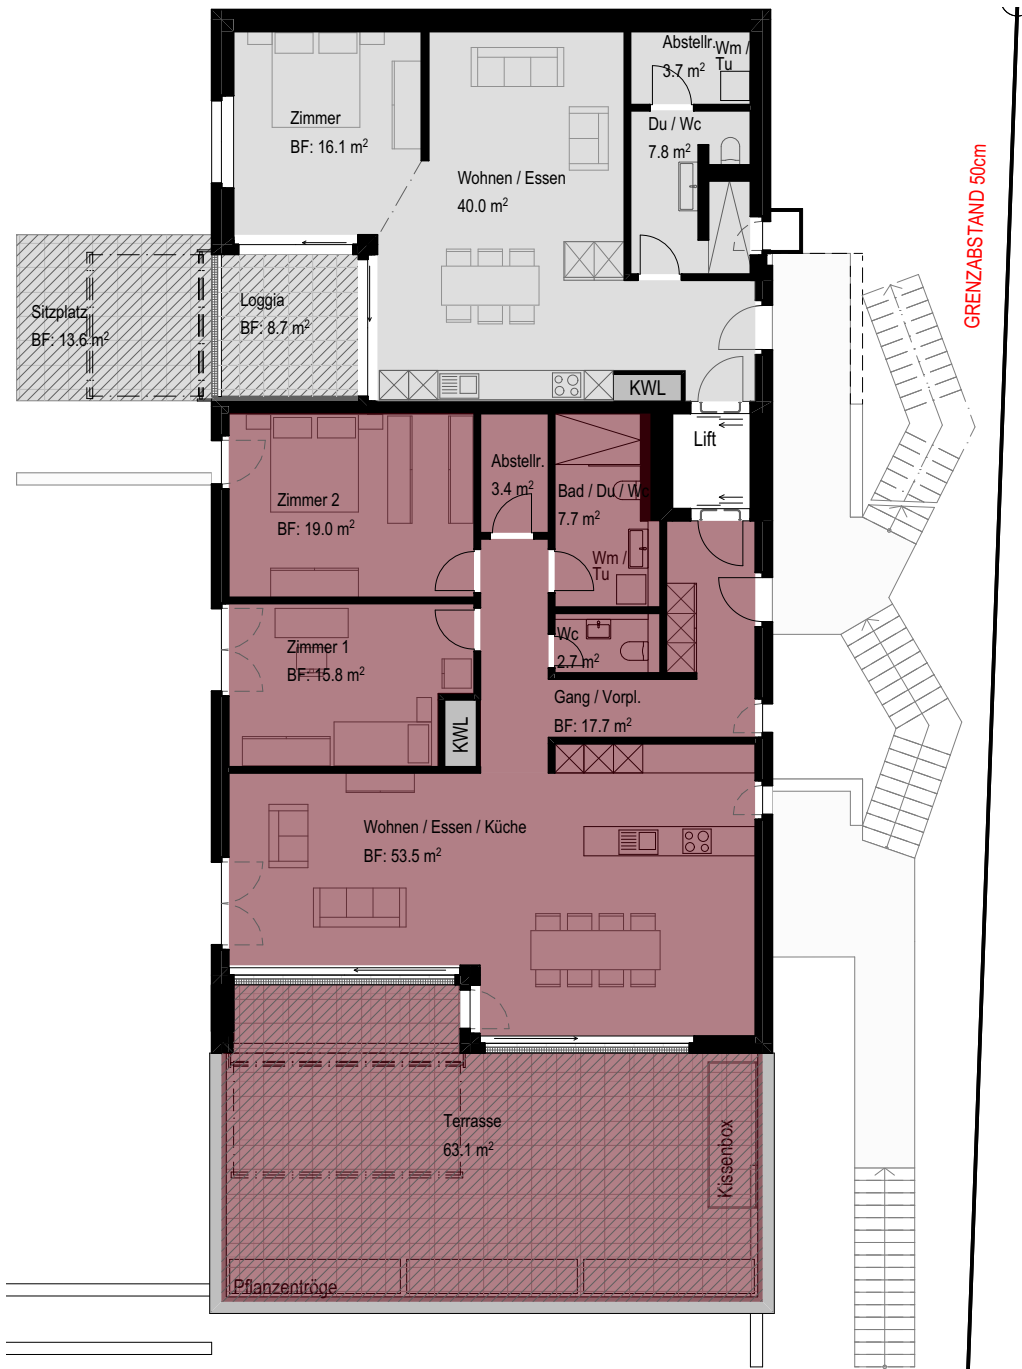 Abstellr.
3.7 m²
Wm /
Tu
Zimmer
BF: 16.1 m²
Du / Wc
7.8 m²
Wohnen / Essen
40.0 m²
GRENZABSTAND 50cm
Sitzplatz
BF: 13.6 m²
Loggia
BF: 8.7 m²
KWL
Lift
Zimmer 2
BF: 19.0 m²
Abstellr.
3.4 m²
Bad / Du / Wc
7.7 m²
Wm /
Tu
Zimmer 1
BF: 15.8 m²
Wc
2.7 m²
KWL
Gang / Vorpl.
BF: 17.7 m²
Wohnen / Essen / Küche
BF: 53.5 m²
Terrasse
63.1 m²
Kissenbox
Pflanzentröge